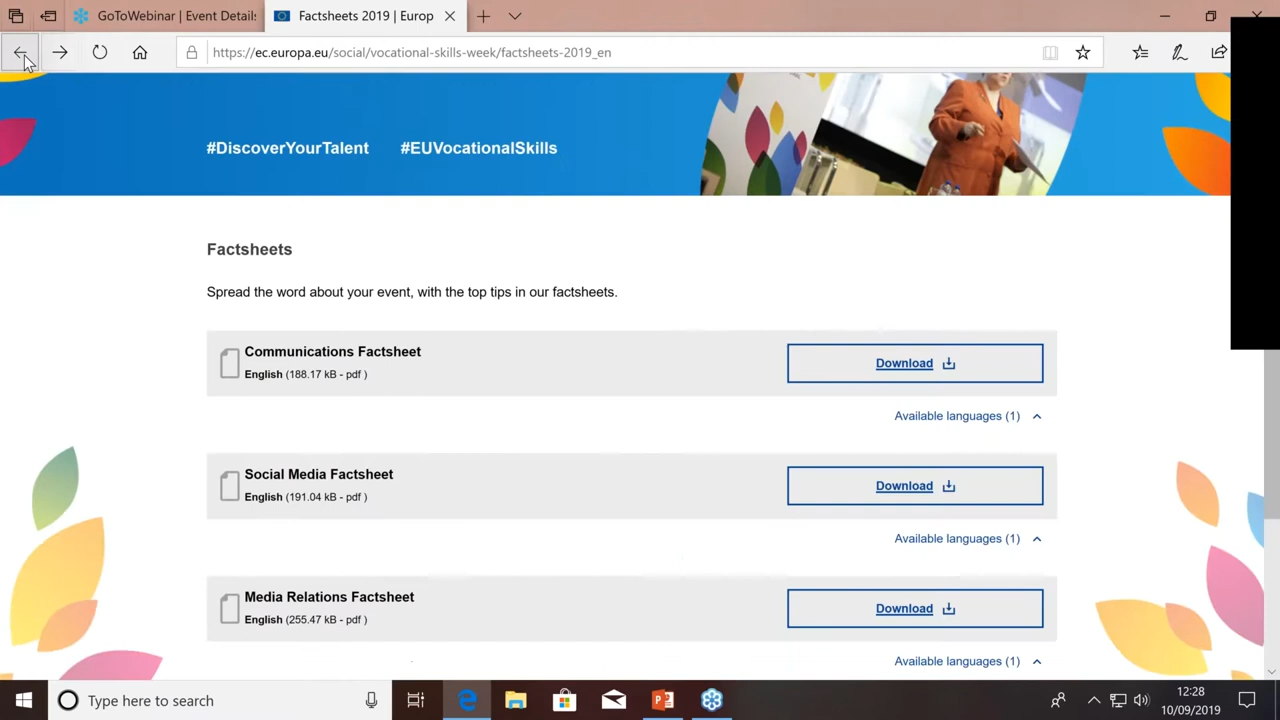 GoToWebinar | Event Details
Factsheets 2019 | Europ
https://ec.europa.eu/social/vocational-skills-week/factsheets-2019_en
#DiscoverYourTalent #EUVocationalSkills
Factsheets
Spread the word about your event, with the top tips in our factsheets.
Communications Factsheet
English (188.17 kB - pdf )
Download
Available languages (1)
Social Media Factsheet
English (191.04 kB - pdf )
Download
Available languages (1)
Media Relations Factsheet
English (255.47 kB - pdf )
Download
Available languages (1)
Type here to search
12:28
10/09/2019